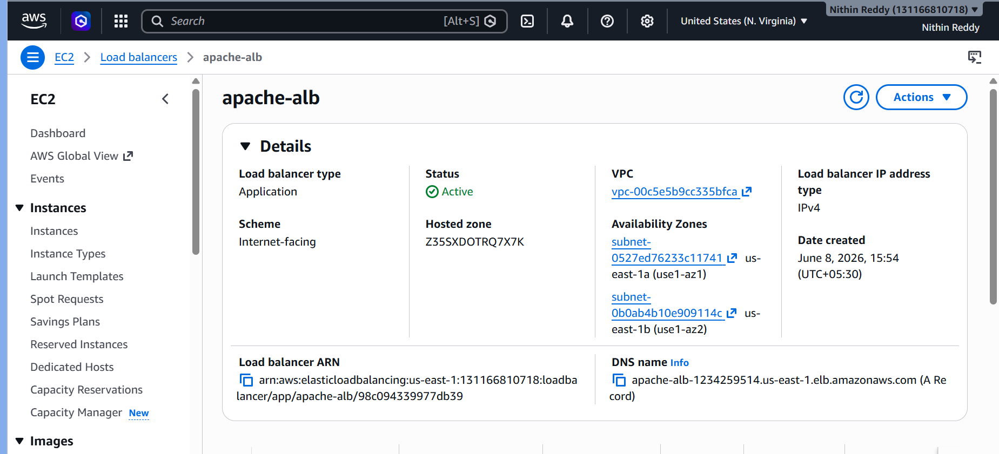 aws
Search [Alt+S]
United States (N. Virginia)
Nithin Reddy (131166810718)
Nithin Reddy
EC2
Load balancers
apache-alb
EC2
Dashboard
AWS Global View
Events
Instances
Instances
Instance Types
Launch Templates
Spot Requests
Savings Plans
Reserved Instances
Dedicated Hosts
Capacity Reservations
Capacity Manager New
Images
apache-alb
Actions
Details
Load balancer type
Application
Scheme
Internet-facing
Status
Active
Hosted zone
Z35SXDOTRQ7X7K
VPC
vpc-00c5e5b9cc335bfca
Availability Zones
subnet-
0527ed76233c11741 us-
east-1a (use1-az1)
subnet-
0b0ab4b10e909114c us-
east-1b (use1-az2)
Load balancer IP address
type
IPv4
Date created
June 8, 2026, 15:54
(UTC+05:30)
Load balancer ARN
arn:aws:elasticloadbalancing:us-east-1:131166810718:loadba
lancer/app/apache-alb/98c094339977db39
DNS name Info
apache-alb-1234259514.us-east-1.elb.amazonaws.com (A Re
cord)